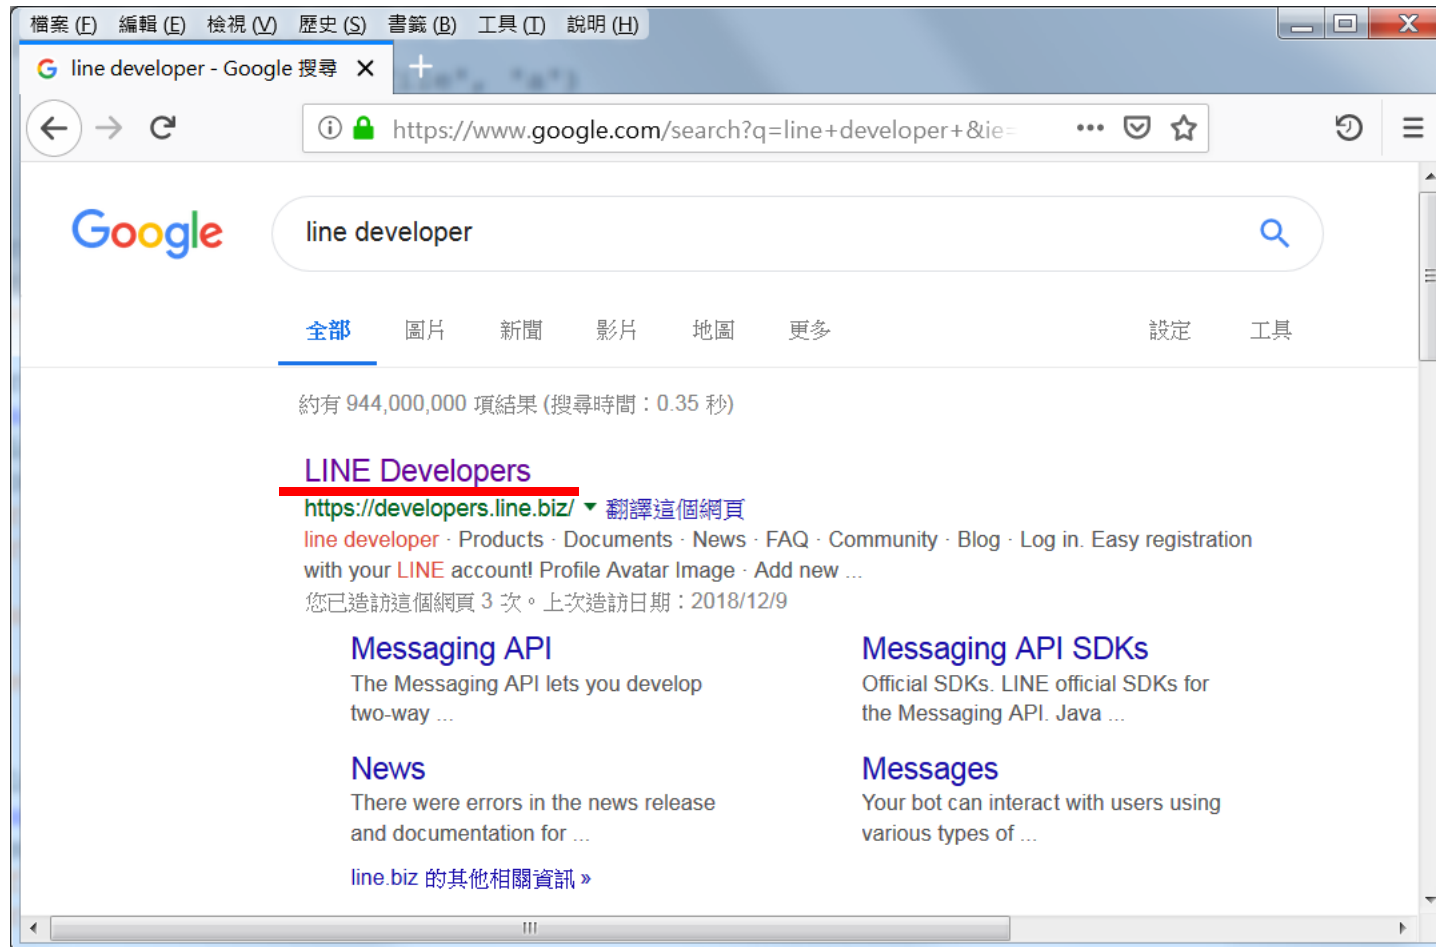 檔案 (F) 編輯 (E) 檢視 (V) 歷史 (S) 書籤 (B) 工具 (T) 說明 (H)
line developer - Google 搜尋
https://www.google.com/search?q=line+developer+&ie=
Google line developer
全部 圖片 新聞 影片 地圖 更多 設定 工具
約有 944,000,000 項結果 (搜尋時間：0.35 秒)
LINE Developers
https://developers.line.biz/ 翻譯這個網頁
line developer · Products · Documents · News · FAQ · Community · Blog · Log in. Easy registration
with your LINE account! Profile Avatar Image · Add new ...
您已造訪這個網頁 3 次。上次造訪日期：2018/12/9
Messaging API
The Messaging API lets you develop
two-way ...
Messaging API SDKs
Official SDKs. LINE official SDKs for
the Messaging API. Java ...
News
There were errors in the news release
and documentation for ...
Messages
Your bot can interact with users using
various types of ...
line.biz 的其他相關資訊 »